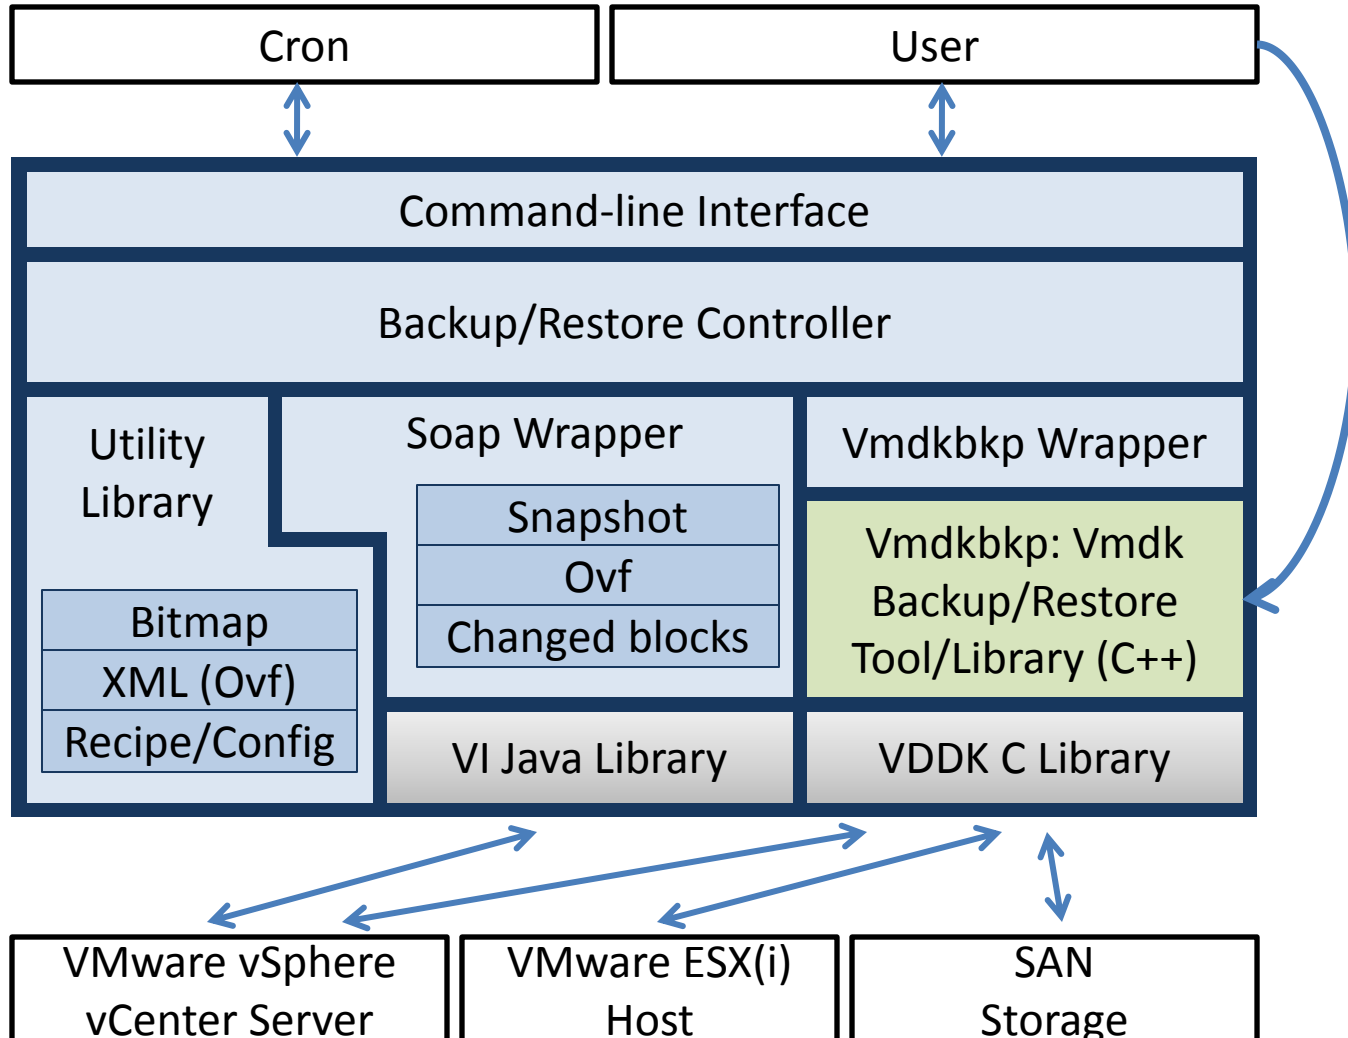 Cron
User
Command-line Interface
Backup/Restore Controller
Utility
Library
Bitmap
XML (Ovf)
Recipe/Config
Soap Wrapper
Snapshot
Ovf
Changed blocks
VI Java Library
Vmdkbkp Wrapper
Vmdkbkp: Vmdk
Backup/Restore
Tool/Library (C++)
VDDK C Library
VMware vSphere
vCenter Server
VMware ESX(i)
Host
SAN
Storage